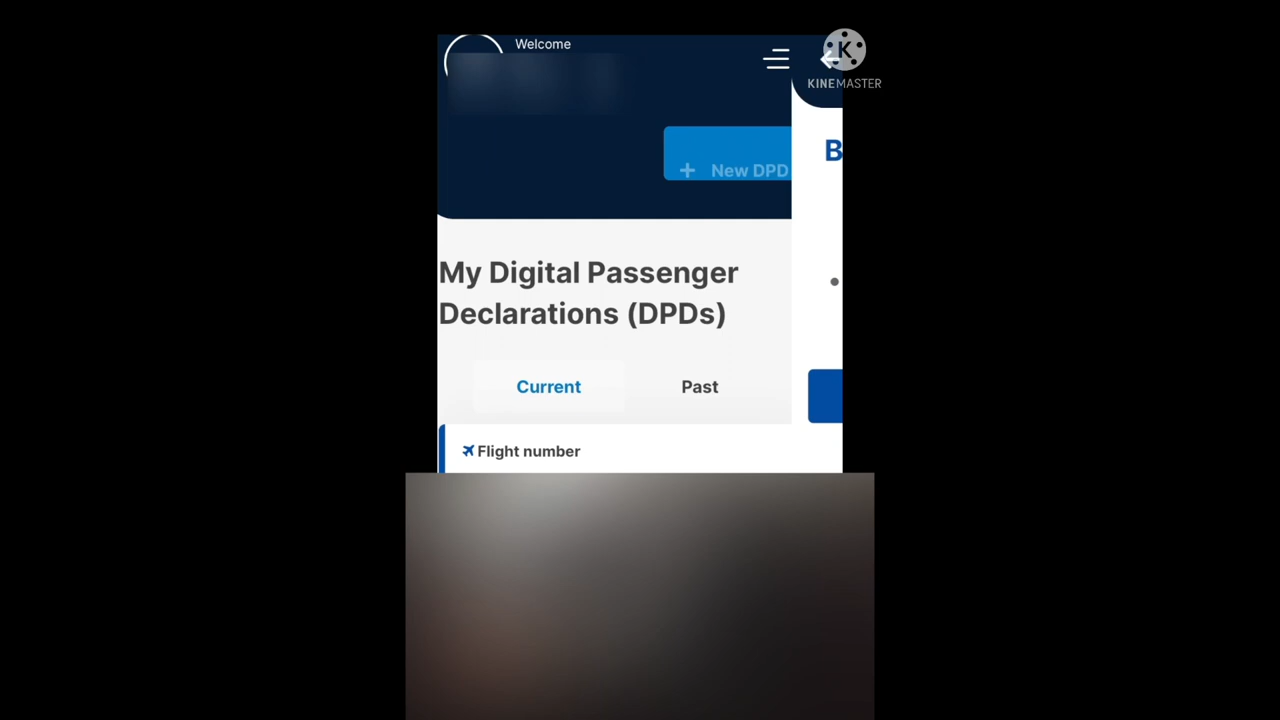 Welcome
K
KINEMASTER
B
+ New DPD
My Digital Passenger
Declarations (DPDs)
Current
Past
Flight number